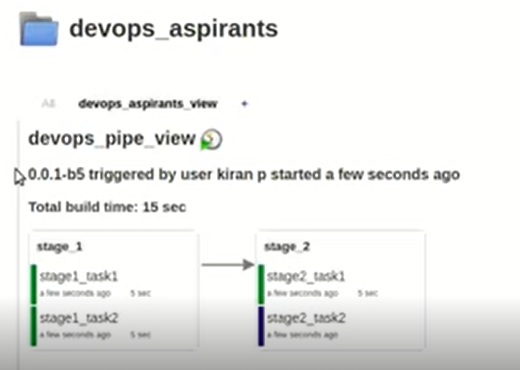 devops_aspirants
All devops_aspirants_view +
devops_pipe_view
0.0.1-b5 triggered by user kiran p started a few seconds ago
Total build time: 15 sec
stage_1
stage1_task1
a few seconds ago 5 sec
stage1_task2
a few seconds ago 5 sec
stage_2
stage2_task1
a few seconds ago 5 sec
stage2_task2
a few seconds ago